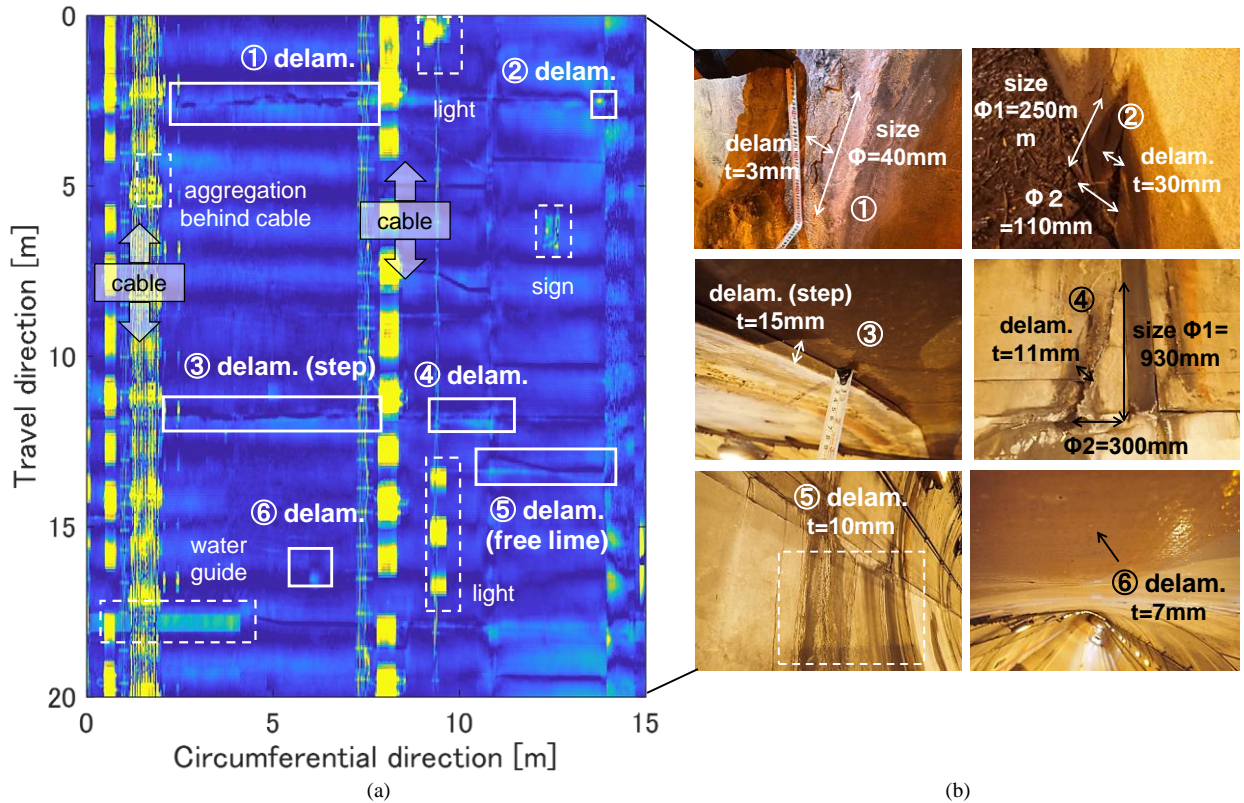 (a)
0
① delam.
② delam.
light
5
aggregation
behind cable
cable
cable
sign
10
③ delam. (step)
④ delam.
15
⑥ delam.
⑤ delam.
(free lime)
water
guide
light
20
0
5
10
15
Travel direction [m]
Circumferential direction [m]
(a)
(b)
delam.
t=3mm
size
Φ=40mm
①
size
Φ1=250m
m
②
delam.
t=30mm
Φ 2
=110mm
delam. (step)
t=15mm
③
④
delam.
t=11mm
size Φ1=
930mm
Φ2=300mm
⑤ delam.
t=10mm
⑥ delam.
t=7mm
(b)